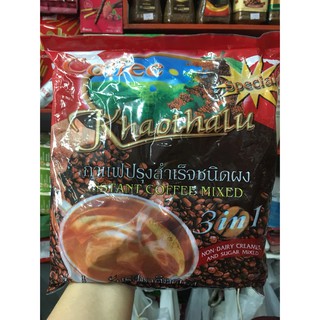 Coffee
Special
Khaothalu
กาแฟปรุงสำเร็จชนิดผง
INSTANT COFFEE MIXED
3in1
NON-DAIRY CREAMER
AND SUGAR MIXED